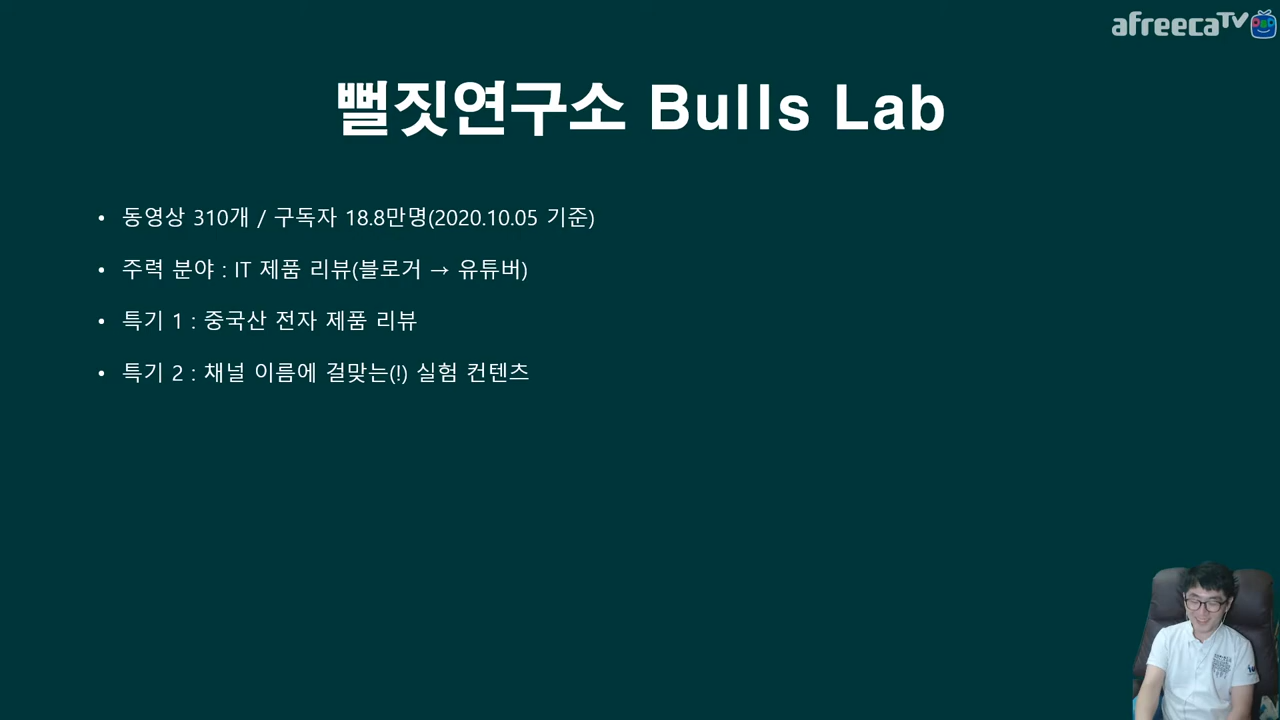 afreecaTV
뻘짓연구소 Bulls Lab
• 동영상 310개 / 구독자 18.8만명(2020.10.05 기준)
• 주력 분야 : IT 제품 리뷰(블로거 → 유튜버)
• 특기 1 : 중국산 전자 제품 리뷰
• 특기 2 : 채널 이름에 걸맞는(!) 실험 컨텐츠